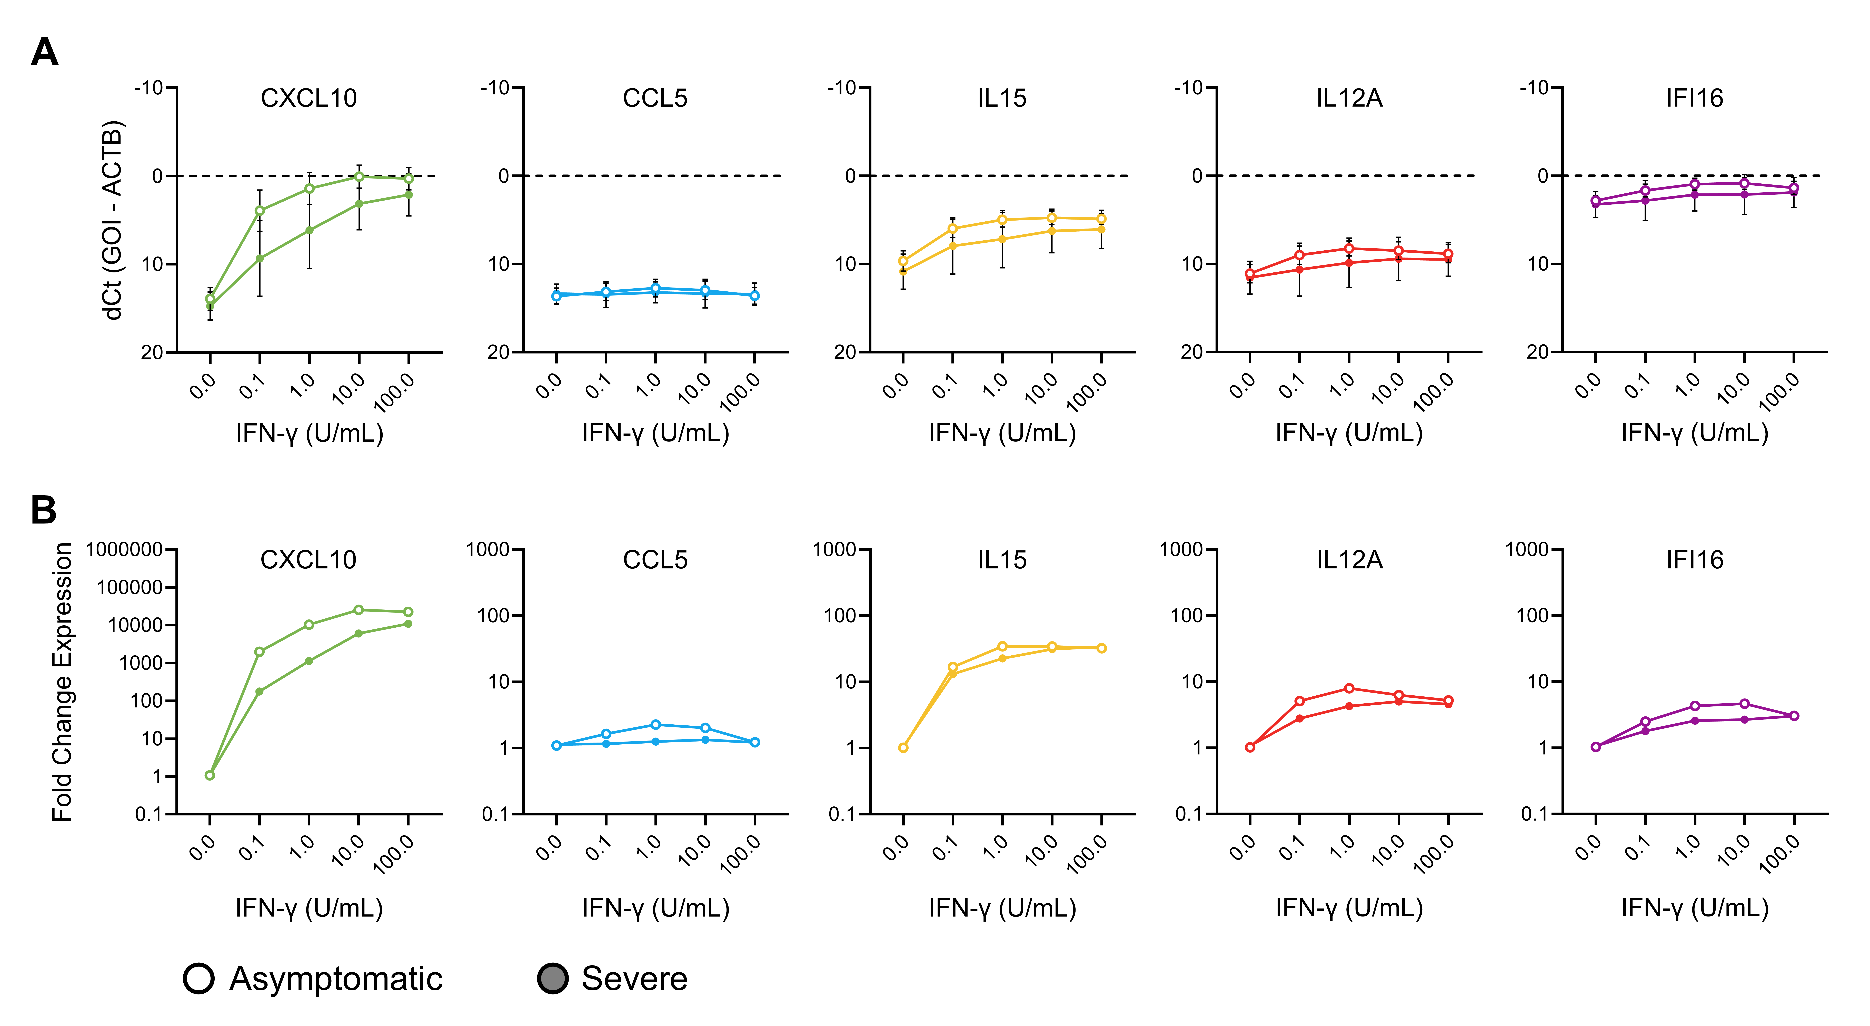 A
CXCL10 CCL5 IL15 IL12A IFI16
dCt (GOI - ACTB)
-10 -10 -10 -10 -10
0 0 0 0 0
10 10 10 10 10
20 20 20 20 20
0.0 0.1 1.0 10.0 100.0 0.0 0.1 1.0 10.0 100.0 0.0 0.1 1.0 10.0 100.0 0.0 0.1 1.0 10.0 100.0 0.0 0.1 1.0 10.0 100.0
IFN-γ (U/mL) IFN-γ (U/mL) IFN-γ (U/mL) IFN-γ (U/mL) IFN-γ (U/mL)
B
CXCL10 CCL5 IL15 IL12A IFI16
Fold Change Expression
1000000 1000 1000 1000 1000
100000
10000 100 100 100 100
1000
100 10 10 10 10
10
1 1 1 1 1
0.1 0.1 0.1 0.1 0.1
0.0 0.1 1.0 10.0 100.0 0.0 0.1 1.0 10.0 100.0 0.0 0.1 1.0 10.0 100.0 0.0 0.1 1.0 10.0 100.0 0.0 0.1 1.0 10.0 100.0
IFN-γ (U/mL) IFN-γ (U/mL) IFN-γ (U/mL) IFN-γ (U/mL) IFN-γ (U/mL)
Asymptomatic Severe